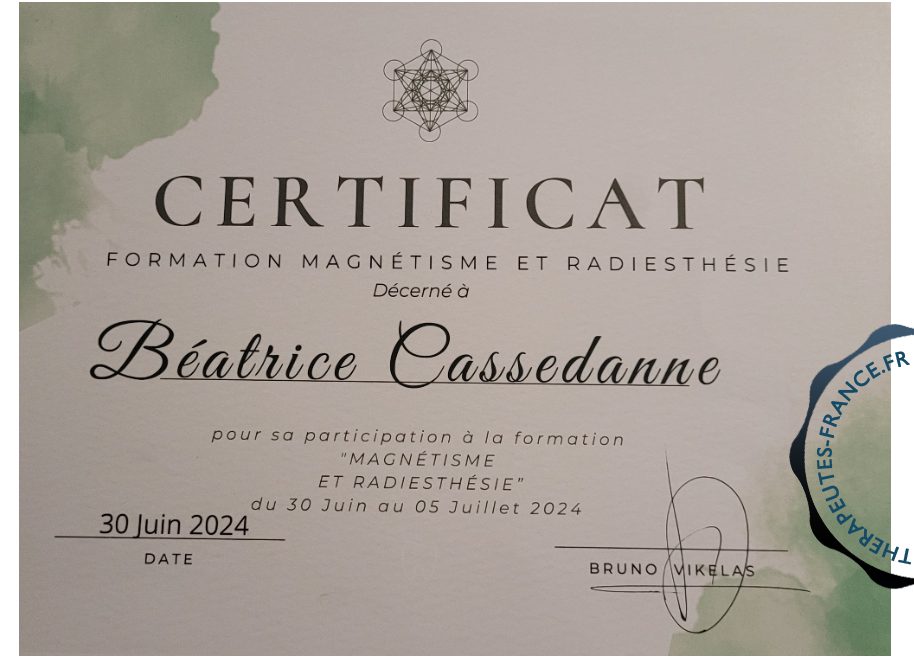 CERTIFICAT
FORMATION MAGNÉTISME ET RADIESTHÉSIE
Décerné à
Béatrice Cassedanne
pour sa participation à la formation
"MAGNÉTISME
ET RADIESTHÉSIE"
du 30 Juin au 05 Juillet 2024
30 Juin 2024
DATE
BRUNO VIKELAS
THERAPEUTES-FRANCE.FR